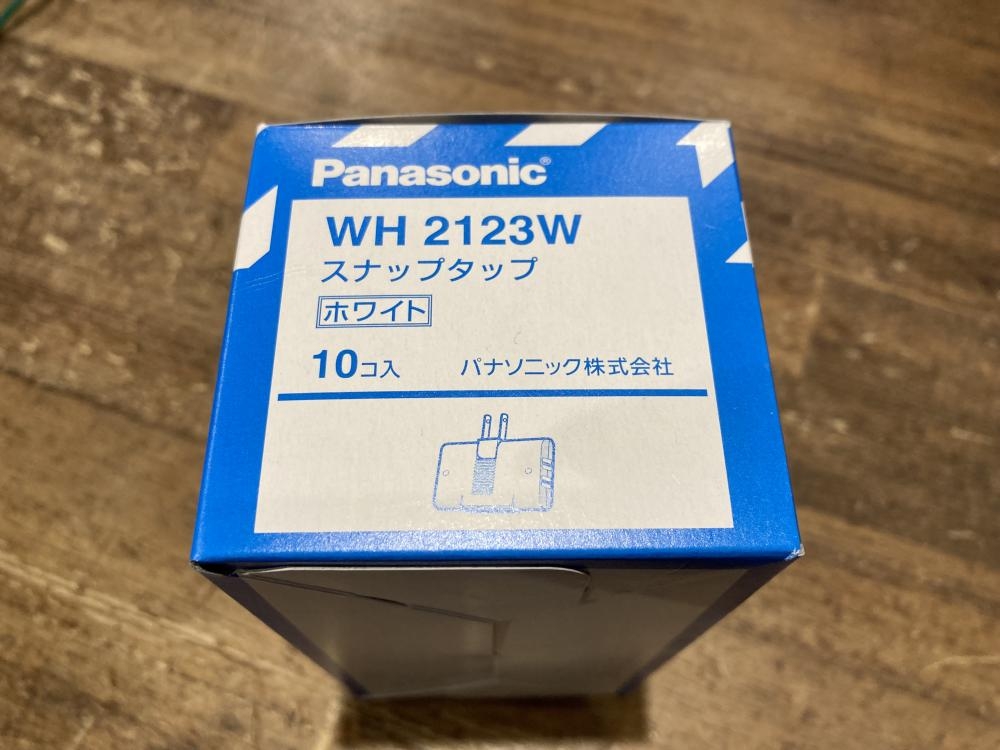 Panasonic®
WH 2123W
スナップタップ
ホワイト
10コ入 パナソニック株式会社